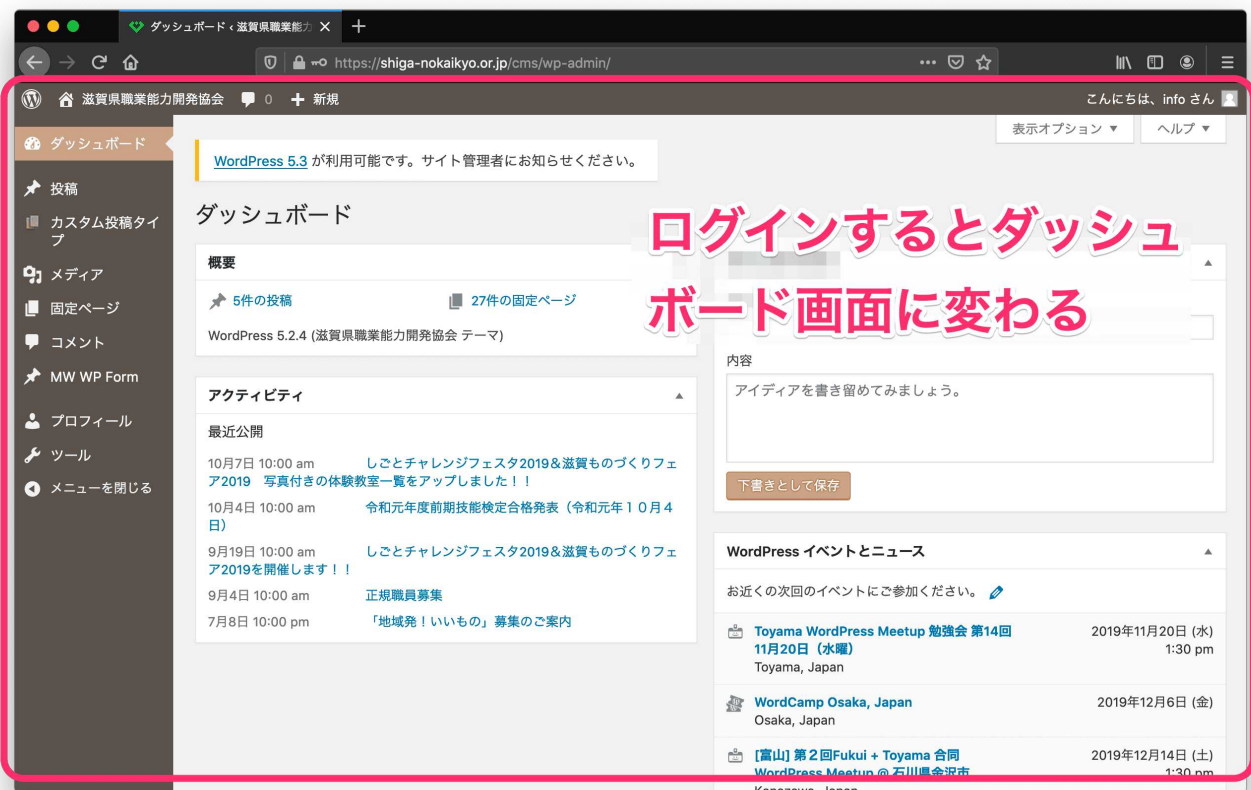 ダッシュボード ‹ 滋賀県職業能力
https://shiga-nokaikyo.or.jp/cms/wp-admin/
滋賀県職業能力開発協会 0 新規
こんにちは、info さん
表示オプション ▼ ヘルプ ▼
ダッシュボード
投稿
カスタム投稿タイ
プ
メディア
固定ページ
コメント
MW WP Form
プロフィール
ツール
メニューを閉じる
WordPress 5.3 が利用可能です。サイト管理者にお知らせください。
ダッシュボード
ログインするとダッシュ
ボード画面に変わる
概要
5件の投稿 27件の固定ページ
WordPress 5.2.4 (滋賀県職業能力開発協会 テーマ)
アクティビティ
最近公開
10月7日 10:00 am しごとチャレンジフェスタ2019&滋賀ものづくりフェ
ア2019 写真付きの体験教室一覧をアップしました！！
10月4日 10:00 am 令和元年度前期技能検定合格発表（令和元年１０月４
日）
9月19日 10:00 am しごとチャレンジフェスタ2019&滋賀ものづくりフェ
ア2019を開催します！！
9月4日 10:00 am 正規職員募集
7月8日 10:00 pm 「地域発！いいもの」募集のご案内
内容
アイディアを書き留めてみましょう。
下書きとして保存
WordPress イベントとニュース
お近くの次回のイベントにご参加ください。
Toyama WordPress Meetup 勉強会 第14回 2019年11月20日 (水)
11月20日（水曜） 1:30 pm
Toyama, Japan
WordCamp Osaka, Japan 2019年12月6日 (金)
Osaka, Japan
[富山] 第２回Fukui + Toyama 合同 2019年12月14日 (土)
WordPress Meetup @ 石川県金沢市 1:30 pm
Kanazawa, Japan